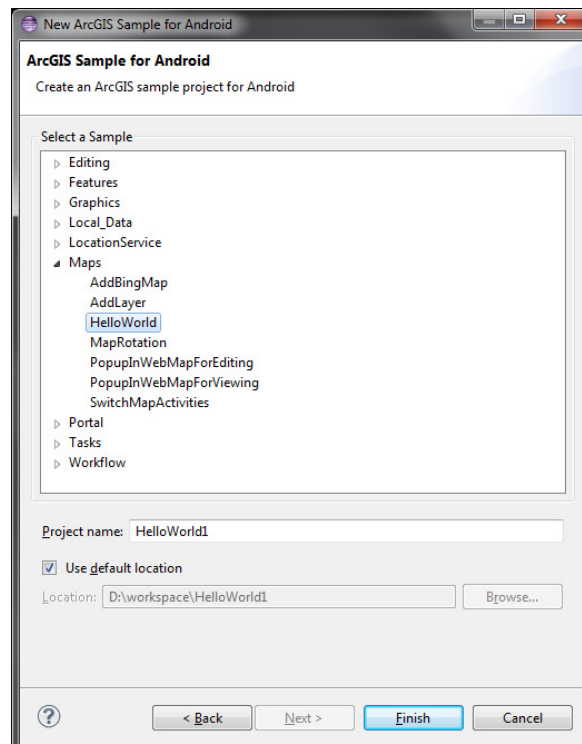 New ArcGIS Sample for Android
ArcGIS Sample for Android
Create an ArcGIS sample project for Android
Select a Sample
Editing
Features
Graphics
Local_Data
LocationService
Maps
AddBingMap
AddLayer
HelloWorld
MapRotation
PopupInWebMapForEditing
PopupInWebMapForViewing
SwitchMapActivities
Portal
Tasks
Workflow
Project name: HelloWorld1
Use default location
Location: D:\workspace\HelloWorld1 Browse...
? < Back Next > Finish Cancel